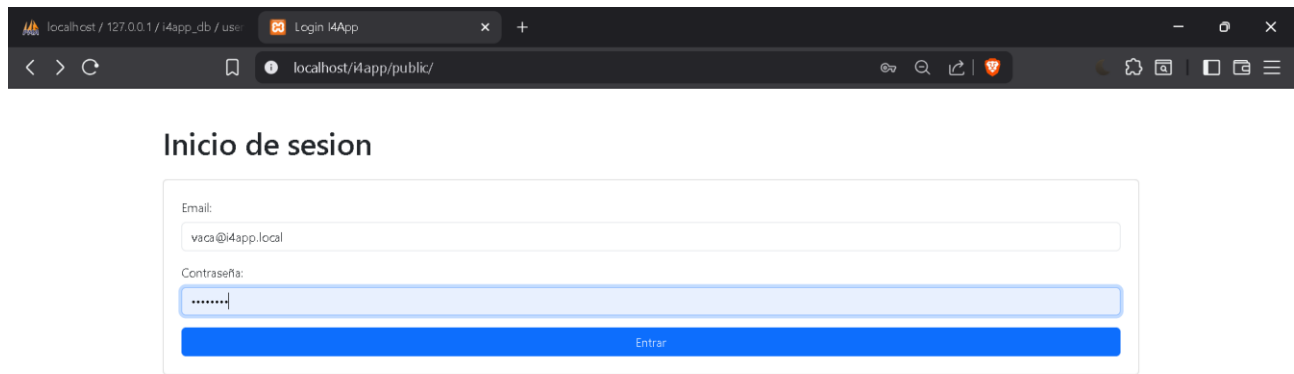 localhost / 127.0.0.1 / i4app_db / user
Login I4App
localhost/i4app/public/
Inicio de sesion
Email:
vaca@i4app.local
Contraseña:
••••••••
Entrar